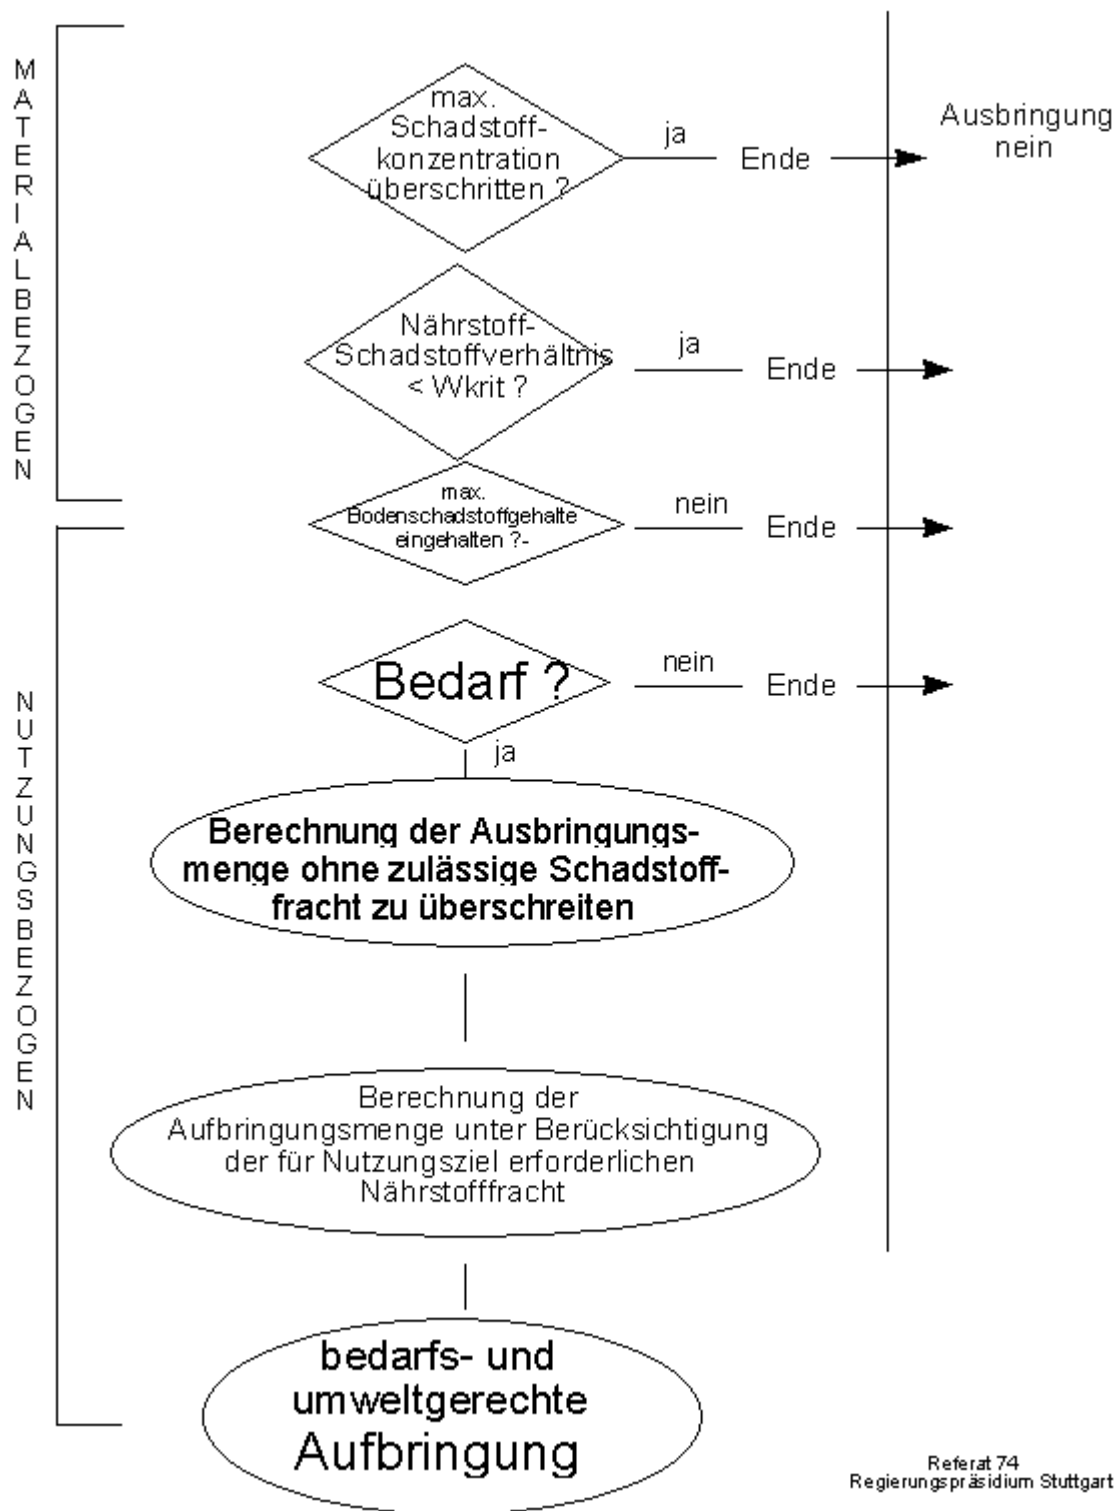 MATERIALBEZOGEN
max.
Schadstoff-
konzentration
überschritten ?
ja
Ende
Ausbringung
nein
Nährstoff-
Schadstoffverhältnis
< Wkrit ?
ja
Ende
max.
Bodenschadstoffgehalte
eingehalten ?-
nein
Ende
NUTZUNGSBEZOGEN
Bedarf ?
nein
Ende
ja
Berechnung der Ausbringungs-
menge ohne zulässige Schadstoff-
fracht zu überschreiten
Berechnung der
Aufbringungsmenge unter Berücksichtigung
der für Nutzungsziel erforderlichen
Nährstofffracht
bedarfs- und
umweltgerechte
Aufbringung
Referat 74
Regierungspräsidium Stuttgart